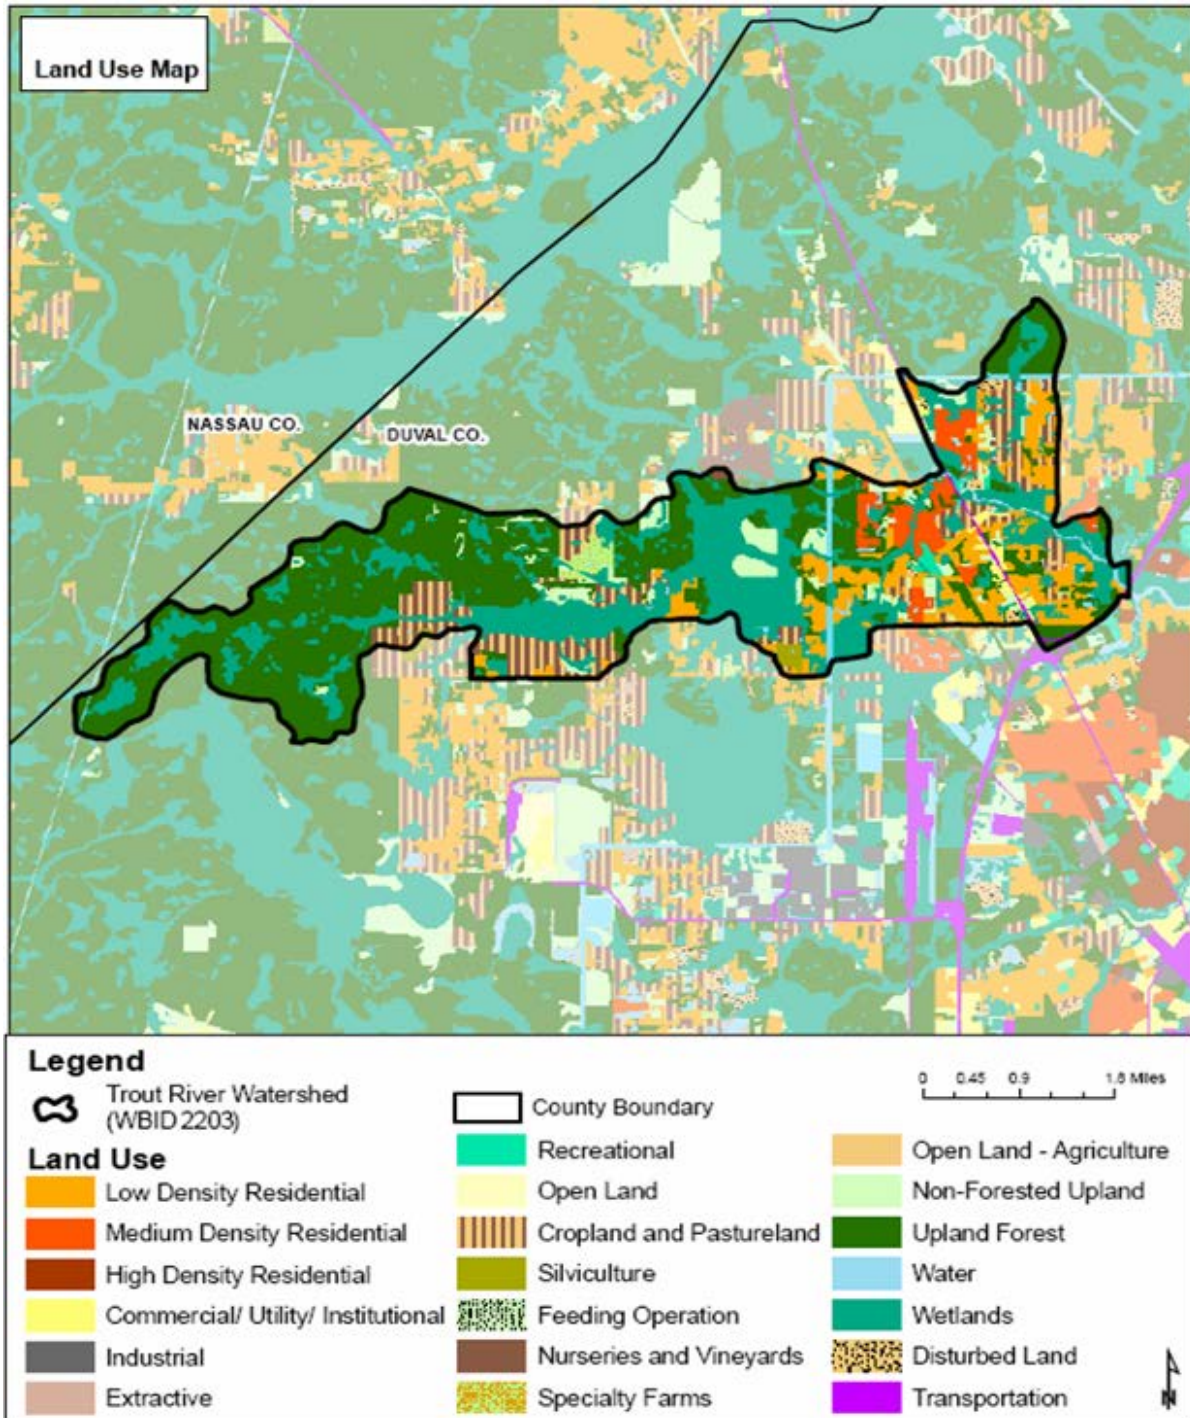 Land Use Map
NASSAU CO.
DUVAL CO.
Legend
Trout River Watershed
(WBID 2203)
Land Use
Low Density Residential
Medium Density Residential
High Density Residential
Commercial/ Utility/ Institutional
Industrial
Extractive
County Boundary
Recreational
Open Land
Cropland and Pastureland
Silviculture
Feeding Operation
Nurseries and Vineyards
Specialty Farms
0 0.45 0.9 1.8 Miles
Open Land - Agriculture
Non-Forested Upland
Upland Forest
Water
Wetlands
Disturbed Land
Transportation
N